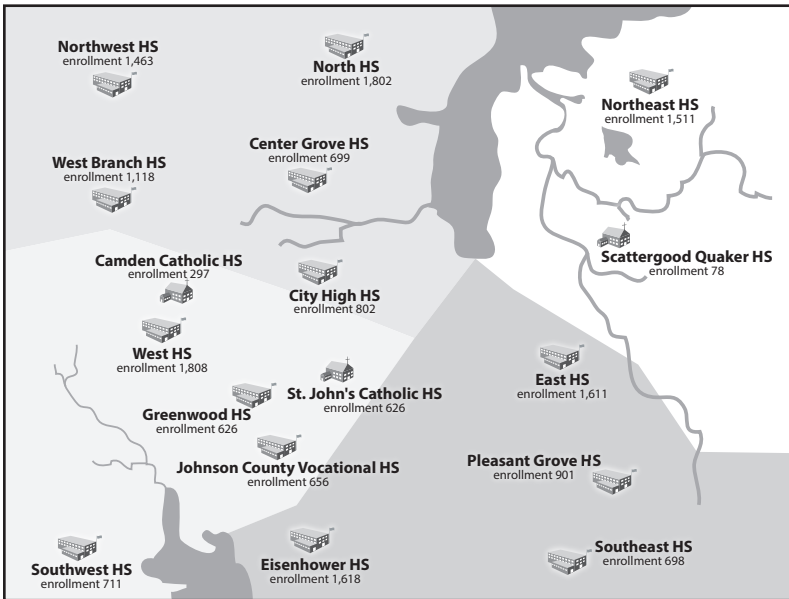 Northwest HS
enrollment 1,463
North HS
enrollment 1,802
Northeast HS
enrollment 1,511
Center Grove HS
enrollment 699
West Branch HS
enrollment 1,118
Scattergood Quaker HS
enrollment 78
Camden Catholic HS
enrollment 297
City High HS
enrollment 802
West HS
enrollment 1,808
East HS
enrollment 1,611
St. John's Catholic HS
enrollment 626
Greenwood HS
enrollment 626
Johnson County Vocational HS
enrollment 656
Pleasant Grove HS
enrollment 901
Southwest HS
enrollment 711
Eisenhower HS
enrollment 1,618
Southeast HS
enrollment 698